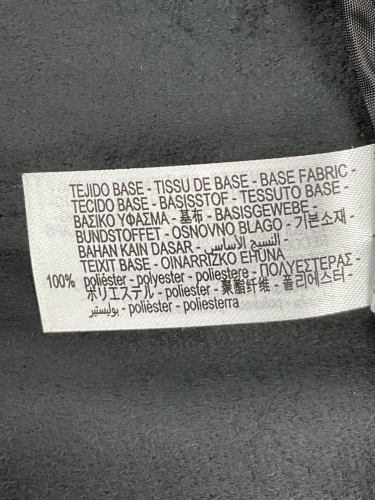 TEJIDO BASE - TISSU DE BASE - BASE FABRIC -
TECIDO BASE - BASISSTOF - TESSUTO BASE -
ΒΑΣΙΚΟ ΥΦΑΣΜΑ - 基布 - BASISGEWEBE -
BUNDSTOFFET - OSNOVNO BLAGO - 기본소재 -
BAHAN KAIN DASAR - النسيج الأساسي -
TEIXIT BASE - OINARRIZKO EHUNA
100% poliéster - polyester - poliestere - ΠΟΛΥΕΣΤΕΡΑΣ -
ポリエステル - poliester - 聚酯纤维 - 폴리에스터 -
بوليستير - polièster - poliesterra